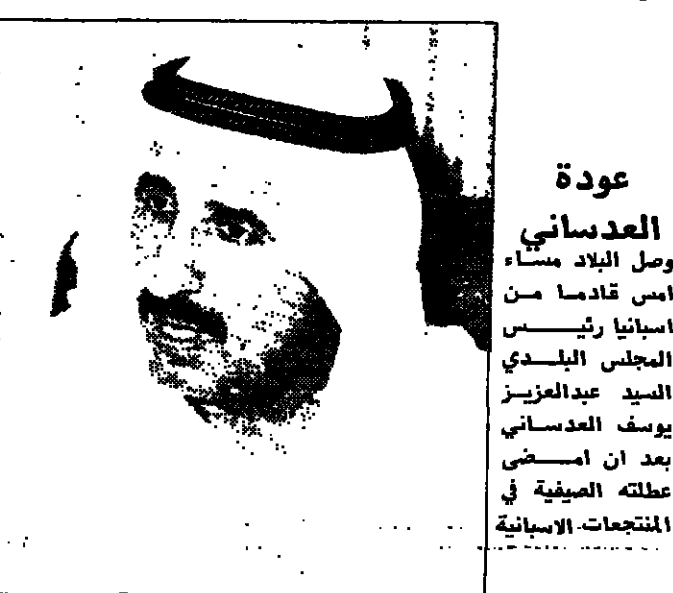 عودة
العدساني
وصل البلاد مساء
امس قادما من
اسبانيا رئيس
المجلس البلدي
السيد عبدالعزيز
يوسف العدساني
بعد ان امضى
عطلته الصيفية في
المنتجعات الاسبانية